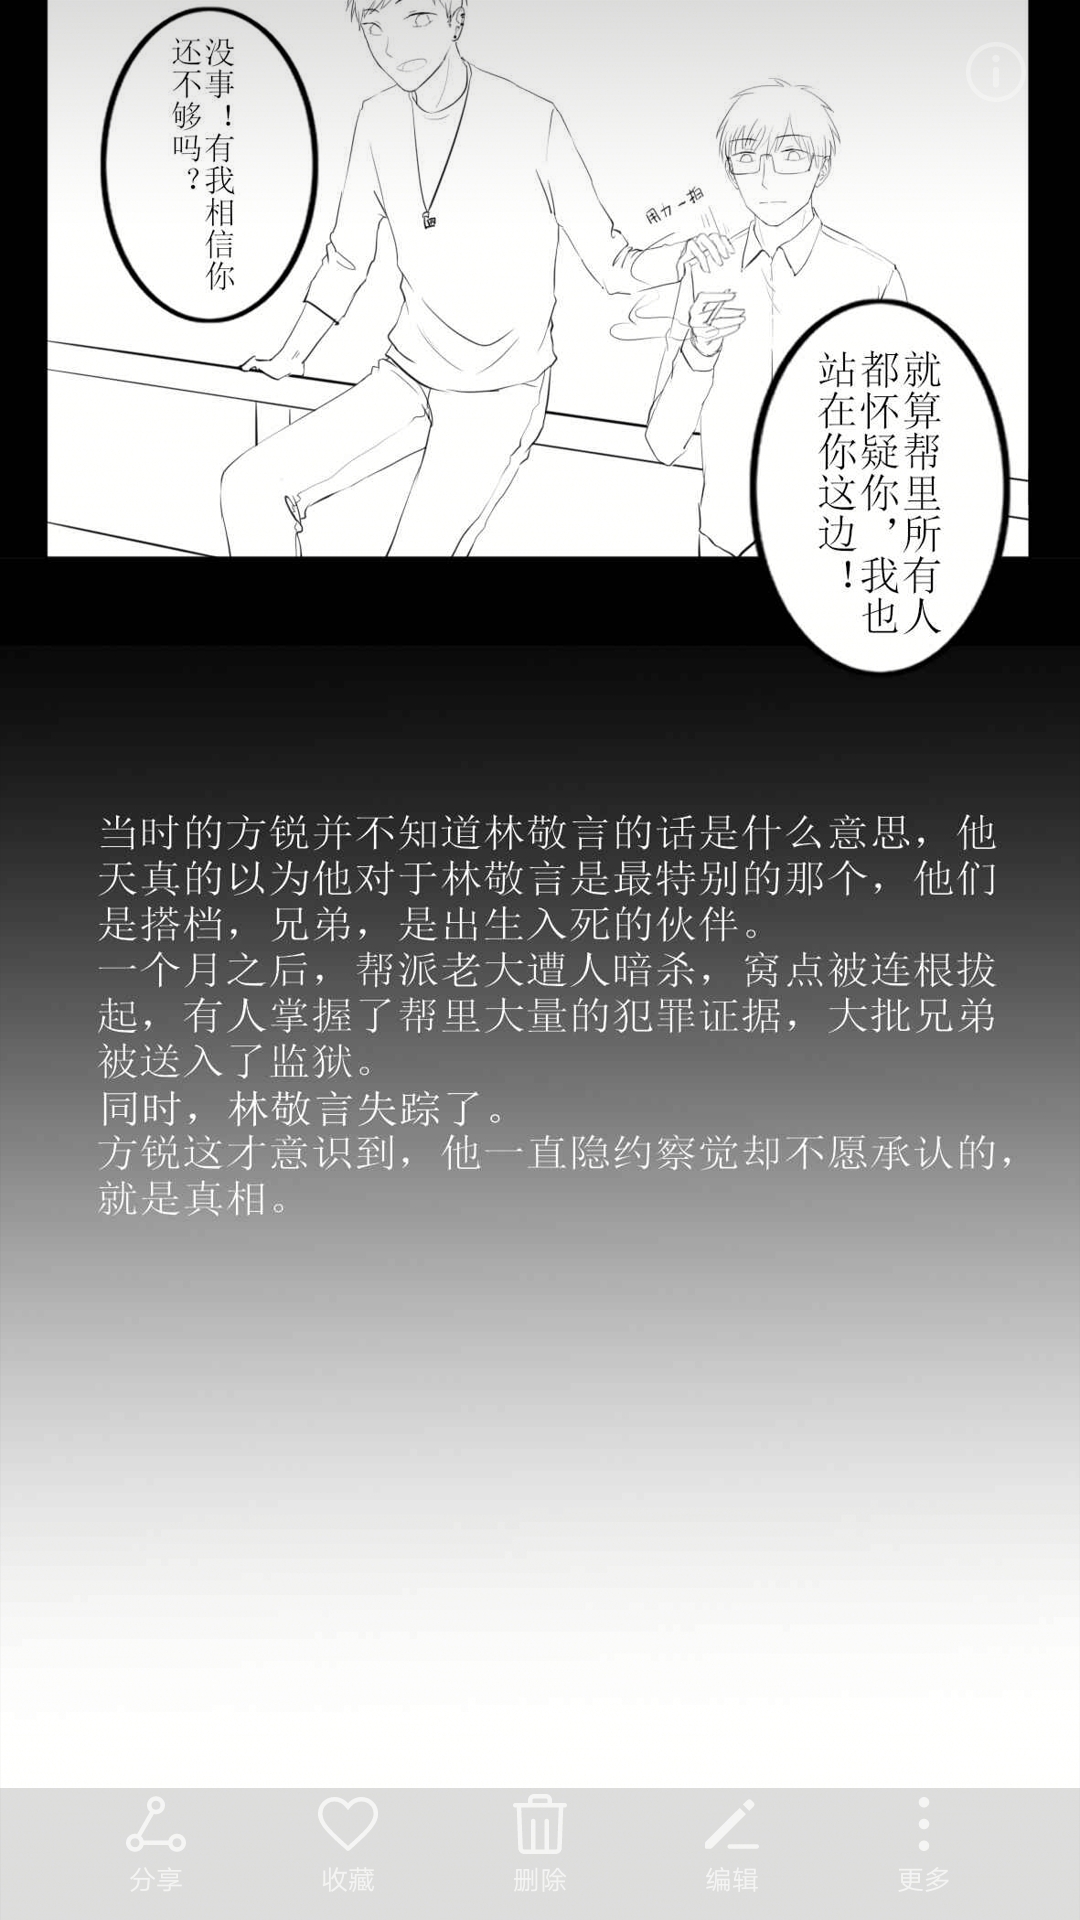 没事！有我相信你
还不够吗？
用力一拍
就算帮里所有人
都怀疑你，我也
站在你这边！
当时的方锐并不知道林敬言的话是什么意思，他
天真的以为他对于林敬言是最特别的那个，他们
是搭档，兄弟，是出生入死的伙伴。
一个月之后，帮派老大遭人暗杀，窝点被连根拔
起，有人掌握了帮里大量的犯罪证据，大批兄弟
被送入了监狱。
同时，林敬言失踪了。
方锐这才意识到，他一直隐约察觉却不愿承认的，
就是真相。
分享
收藏
删除
编辑
更多